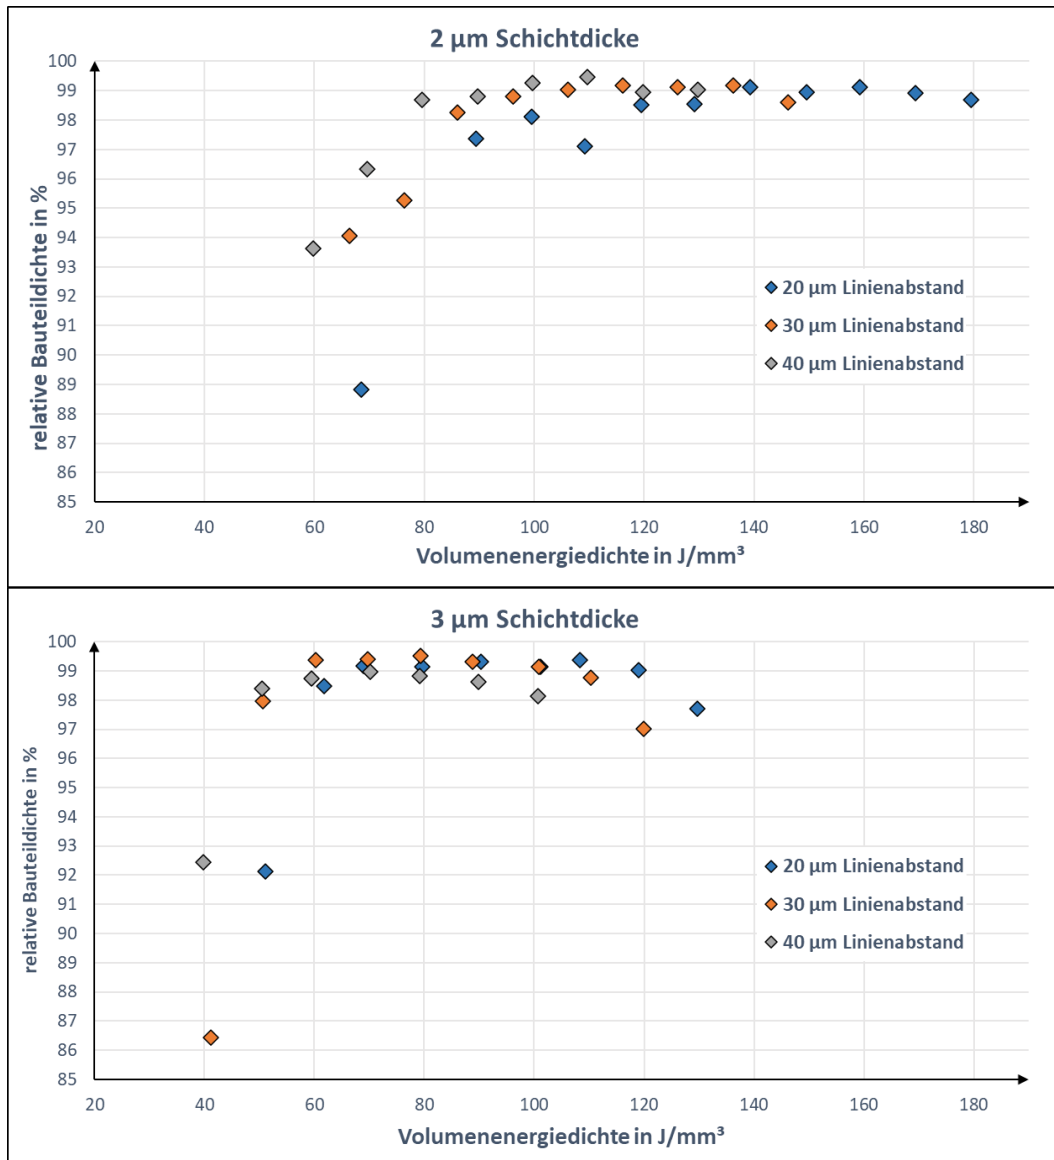 2 µm Schichtdicke
relative Bauteildichte in %
100
99
98
97
96
95
94
93
92
91
90
89
88
87
86
85
20 µm Linienabstand
30 µm Linienabstand
40 µm Linienabstand
20 40 60 80 100 120 140 160 180
Volumenenergiedichte in J/mm³
3 µm Schichtdicke
relative Bauteildichte in %
100
99
98
97
96
95
94
93
92
91
90
89
88
87
86
85
20 µm Linienabstand
30 µm Linienabstand
40 µm Linienabstand
20 40 60 80 100 120 140 160 180
Volumenenergiedichte in J/mm³